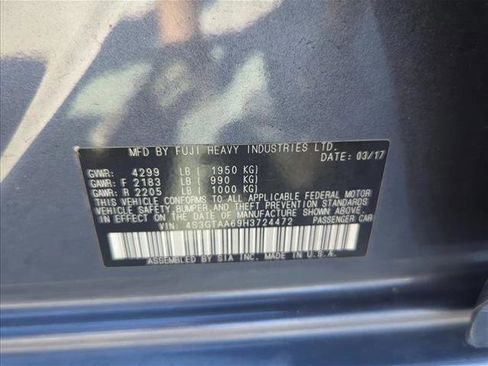 MFD BY FUJI HEAVY INDUSTRIES LTD.
DATE: 03/17
GVWR: 4299 LB ( 1950 KG)
GAWR: F 2183 LB ( 990 KG)
GAWR: R 2205 LB ( 1000 KG)
THIS VEHICLE CONFORMS TO ALL APPLICABLE FEDERAL MOTOR
VEHICLE SAFETY, BUMPER, AND THEFT PREVENTION STANDARDS
IN EFFECT ON THE DATE OF MANUFACTURE SHOWN ABOVE.
VIN: 4S3GTAA69H3724472 PASSENGER CAR
ASSEMBLED BY SIA INC. MADE IN U.S.A.